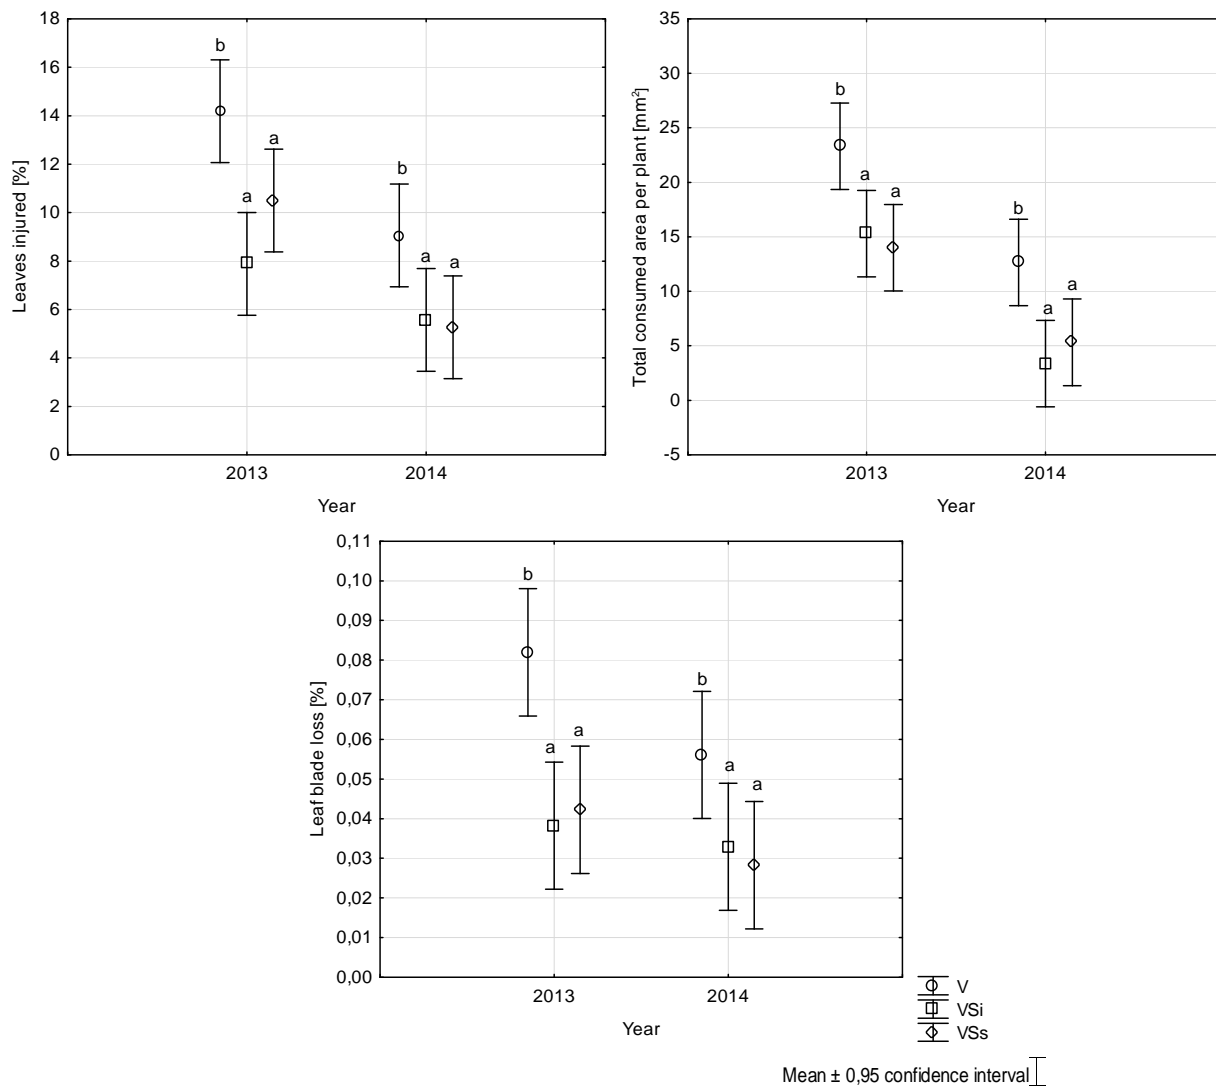 Leaves injured [%]
18
16
14
12
10
8
6
4
2
0
b
a
a
b
a
a
2013
2014
Year
Total consumed area per plant [mm²]
35
30
25
20
15
10
5
0
-5
b
a
a
b
a
a
2013
2014
Year
Leaf blade loss [%]
0,11
0,10
0,09
0,08
0,07
0,06
0,05
0,04
0,03
0,02
0,01
0,00
b
a
a
b
a
a
2013
2014
Year
V
VSi
VSs
Mean ± 0,95 confidence interval